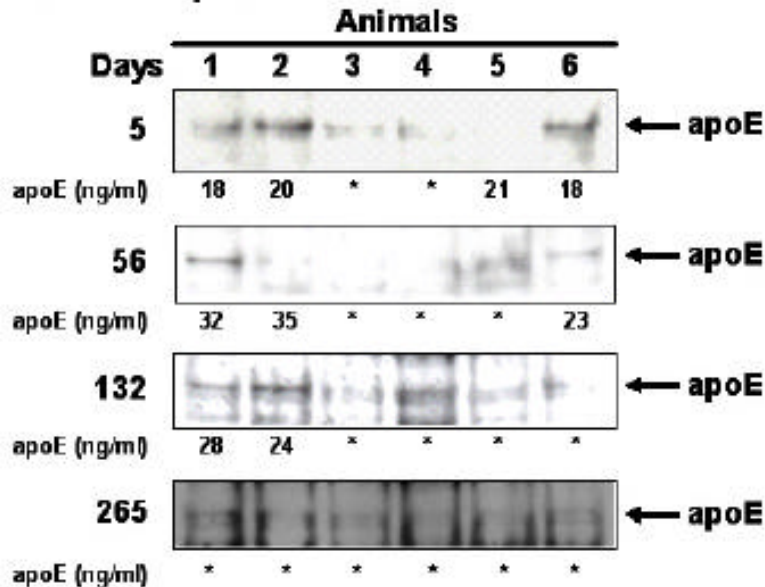 Animals
Days 1 2 3 4 5 6
5 apoE
apoE (ng/ml) 18 20 * * 21 18
56 apoE
apoE (ng/ml) 32 35 * * * 23
132 apoE
apoE (ng/ml) 28 24 * * * *
265 apoE
apoE (ng/ml) * * * * * *